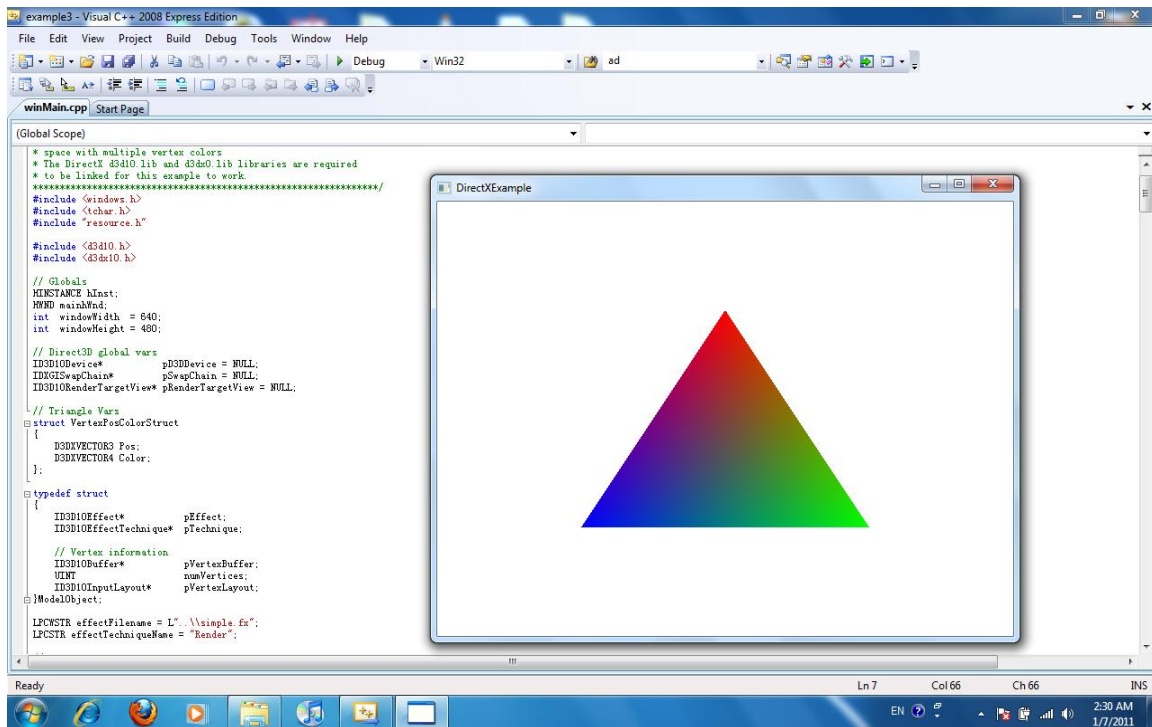 example3 - Visual C++ 2008 Express Edition
File Edit View Project Build Debug Tools Window Help
Debug Win32 ad
winMain.cpp Start Page
(Global Scope)
* space with multiple vertex colors
* The DirectX d3d10.lib and d3dx0.lib libraries are required
* to be linked for this example to work.
*****************************************************************/
#include <windows.h>
#include <tchar.h>
#include "resource.h"
#include <d3d10.h>
#include <d3dx10.h>
// Globals
HINSTANCE hInst;
HWND mainhWnd;
int windowWidth = 640;
int windowHeight = 480;
// Direct3D global vars
ID3D10Device* pD3DDevice = NULL;
IDXGISwapChain* pSwapChain = NULL;
ID3D10RenderTargetView* pRenderTargetView = NULL;
// Triangle Vars
struct VertexPosColorStruct
{
D3DXVECTOR3 Pos;
D3DXVECTOR4 Color;
};
typedef struct
{
ID3D10Effect* pEffect;
ID3D10EffectTechnique* pTechnique;
// Vertex information
ID3D10Buffer* pVertexBuffer;
UINT numVertices;
ID3D10InputLayout* pVertexLayout;
}ModelObject;
LPCWSTR effectFilename = L"..\\simple.fx";
LPCSTR effectTechniqueName = "Render";
DirectXExample
Ready Ln 7 Col 66 Ch 66 INS
EN 2:30 AM
1/7/2011